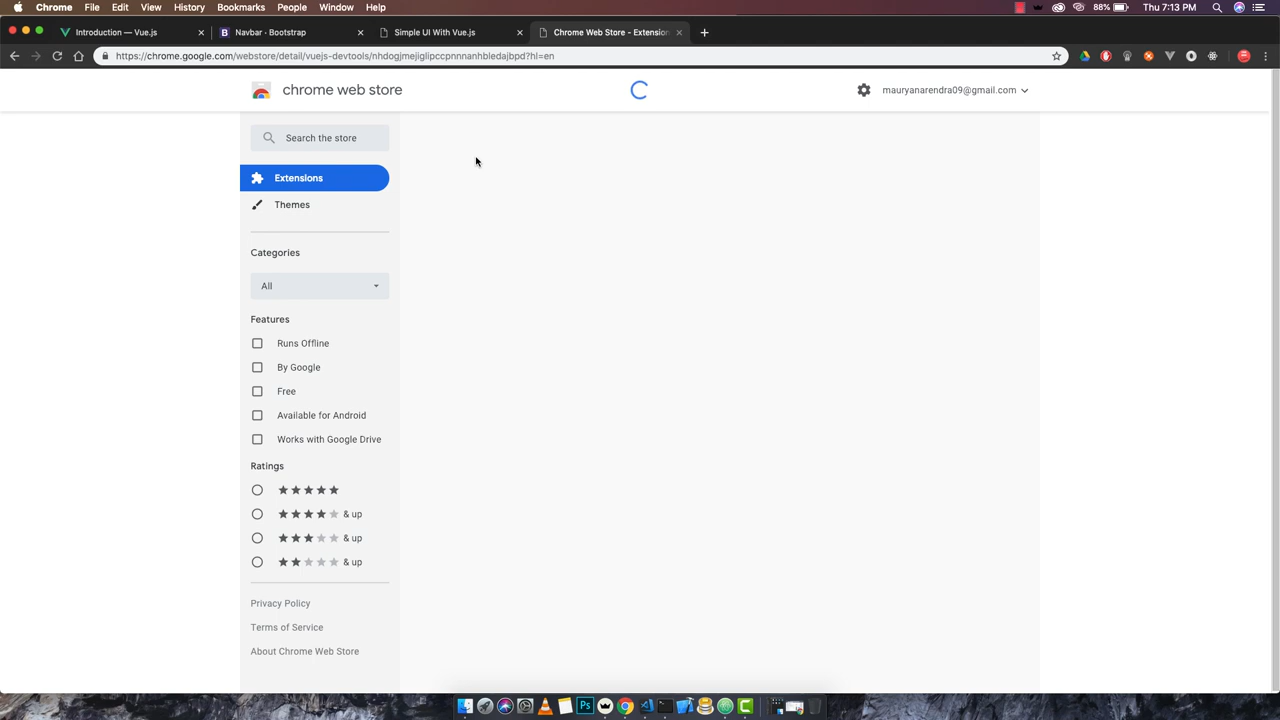 Chrome File Edit View History Bookmarks People Window Help 88% Thu 7:13 PM
Introduction — Vue.js Navbar · Bootstrap Simple UI With Vue.js Chrome Web Store - Extension
https://chrome.google.com/webstore/detail/vuejs-devtools/nhdogjmejiglipccpnnnanhbledajbpd?hl=en
chrome web store mauryanarendra09@gmail.com
Search the store
Extensions
Themes
Categories
All
Features
Runs Offline
By Google
Free
Available for Android
Works with Google Drive
Ratings
& up
& up
& up
Privacy Policy
Terms of Service
About Chrome Web Store
Ps